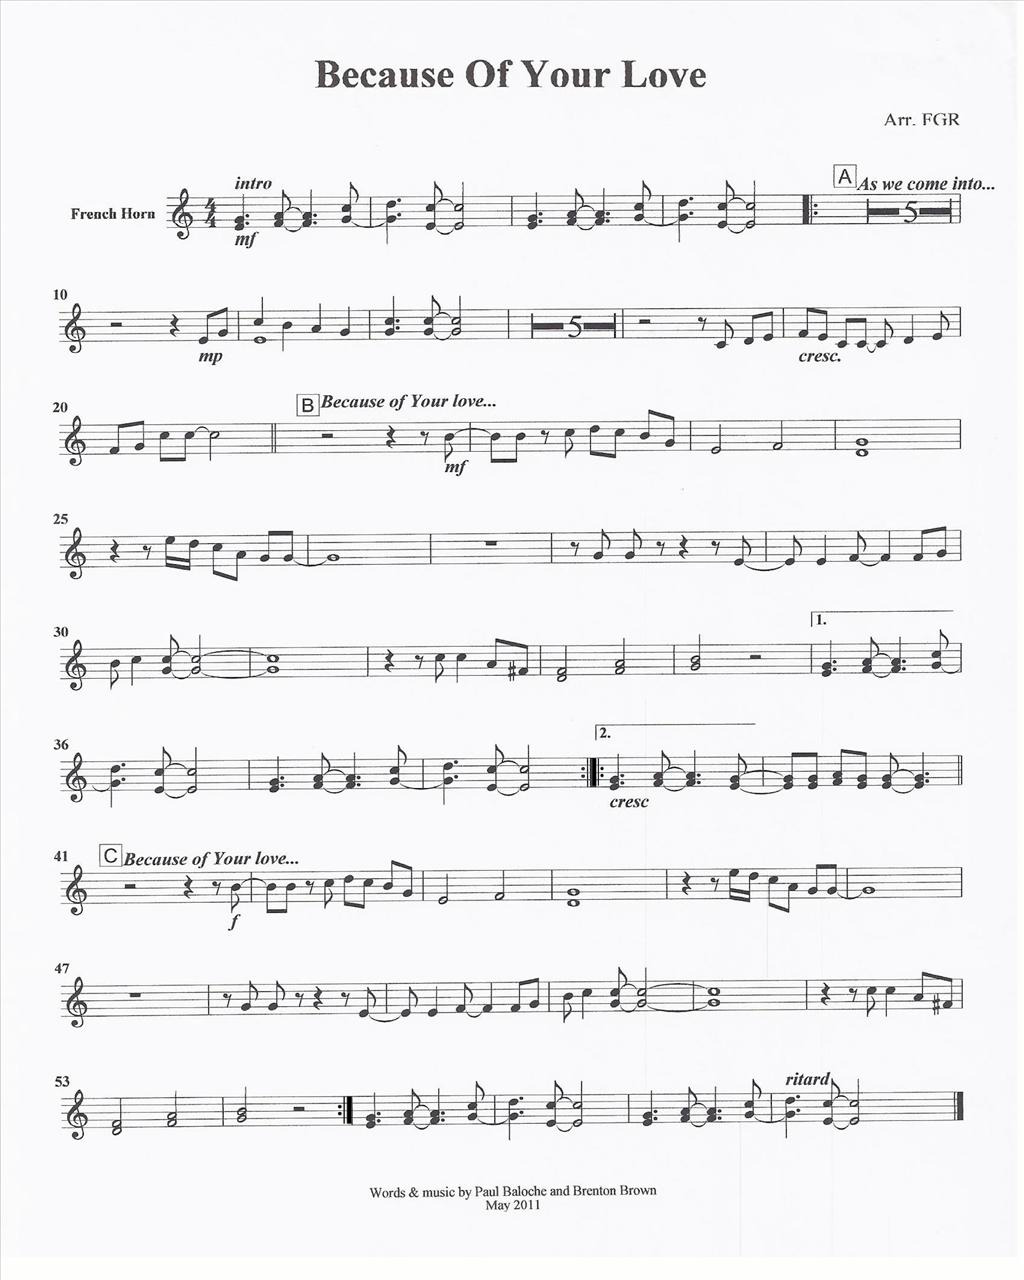 Because Of Your Love
Arr. FGR
intro
A As we come into...
French Horn
4
4
5
mf
10
5
mp
cresc.
20
B Because of Your love...
mf
25
30
1.
36
2.
cresc
41
C Because of Your love...
f
47
53
ritard
Words & music by Paul Baloche and Brenton Brown
May 2011